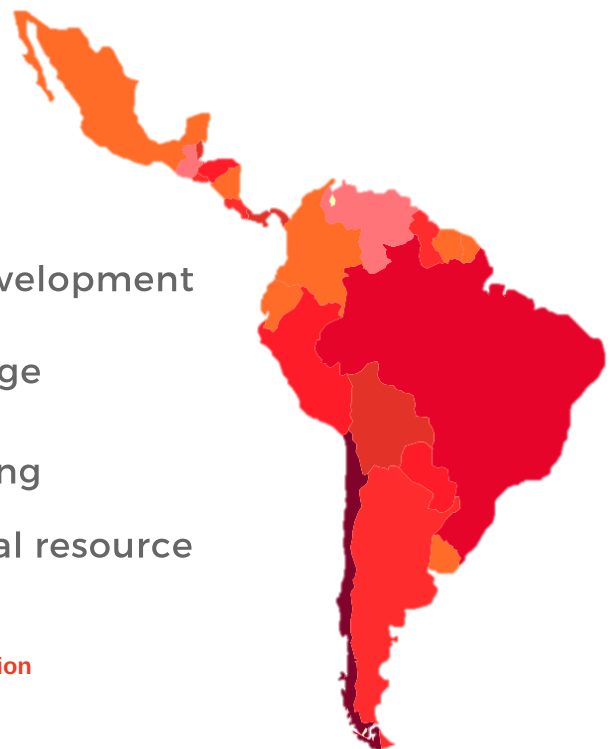 velopment
ge
ng
al resource
ion